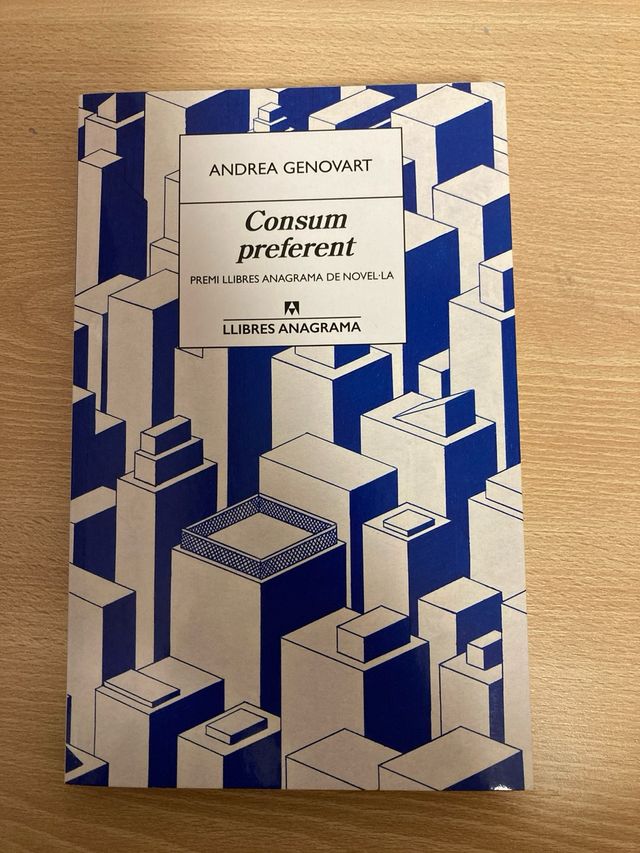 ANDREA GENOVART
Consum
preferent
PREMI LLIBRES ANAGRAMA DE NOVEL·LA
LLIBRES ANAGRAMA